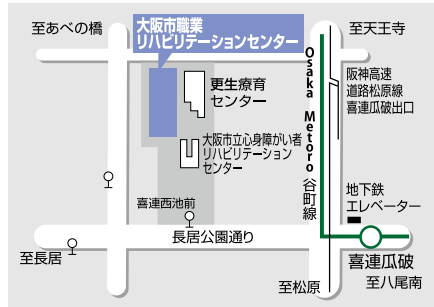 至あべの橋
大阪市職業
リハビリテーションセンター
至天王寺
更生療育
センター
大阪市立心身障がい者
リハビリテーション
センター
Osaka Metoro 谷町線
阪神高速
道路松原線
喜連瓜破出口
地下鉄
エレベーター
喜連西池前
長居公園通り
至長居
喜連瓜破
至八尾南
至松原